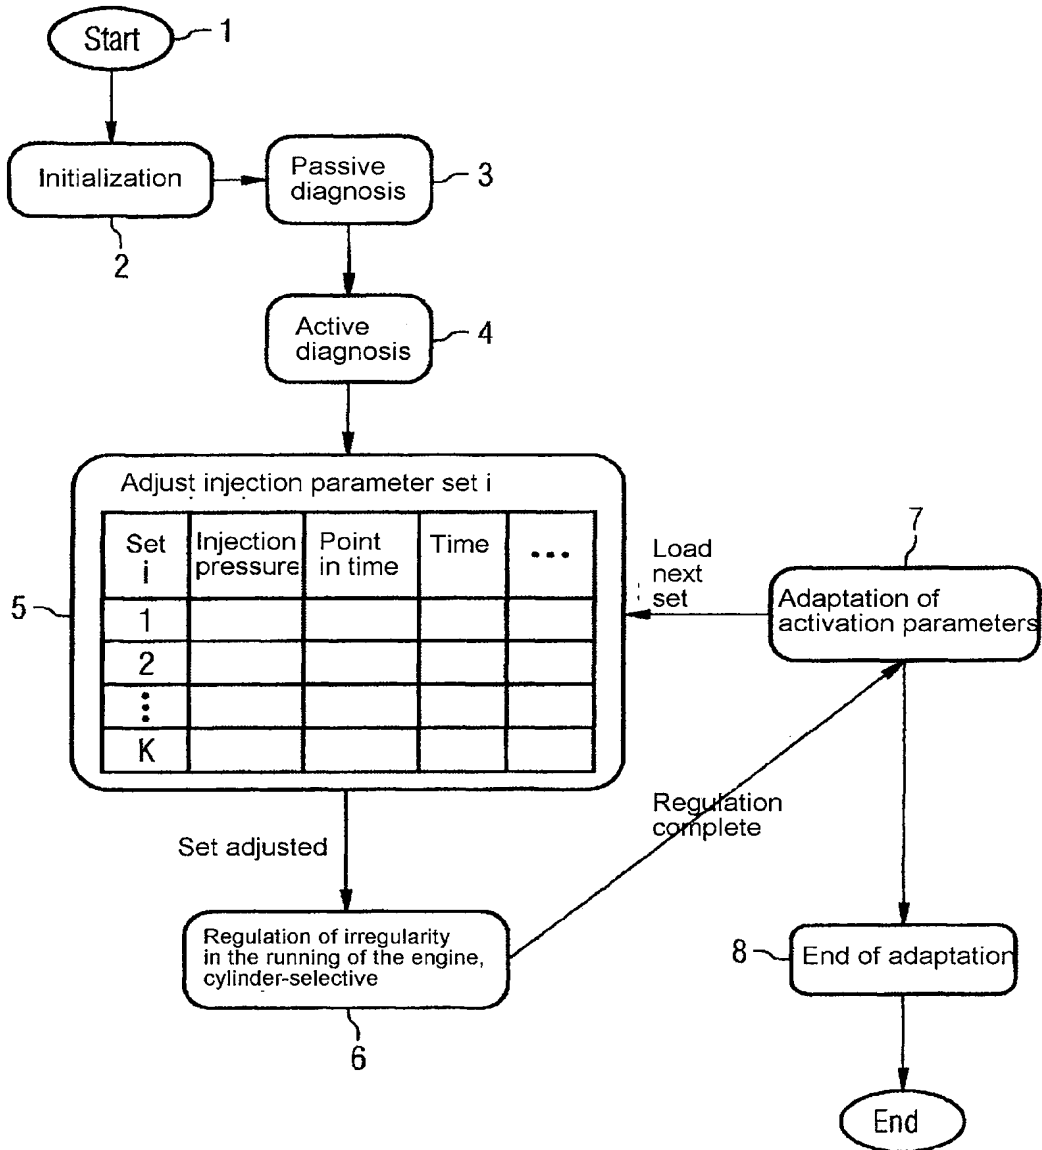 Start
1
Initialization
2
Passive
diagnosis
3
Active
diagnosis
4
Adjust injection parameter set i
Set
i
Injection
pressure
Point
in time
Time
...
1
2
⋮
K
5
Load
next
set
7
Adaptation of
activation parameters
Set adjusted
Regulation
complete
Regulation of irregularity
in the running of the engine,
cylinder-selective
6
8
End of adaptation
End